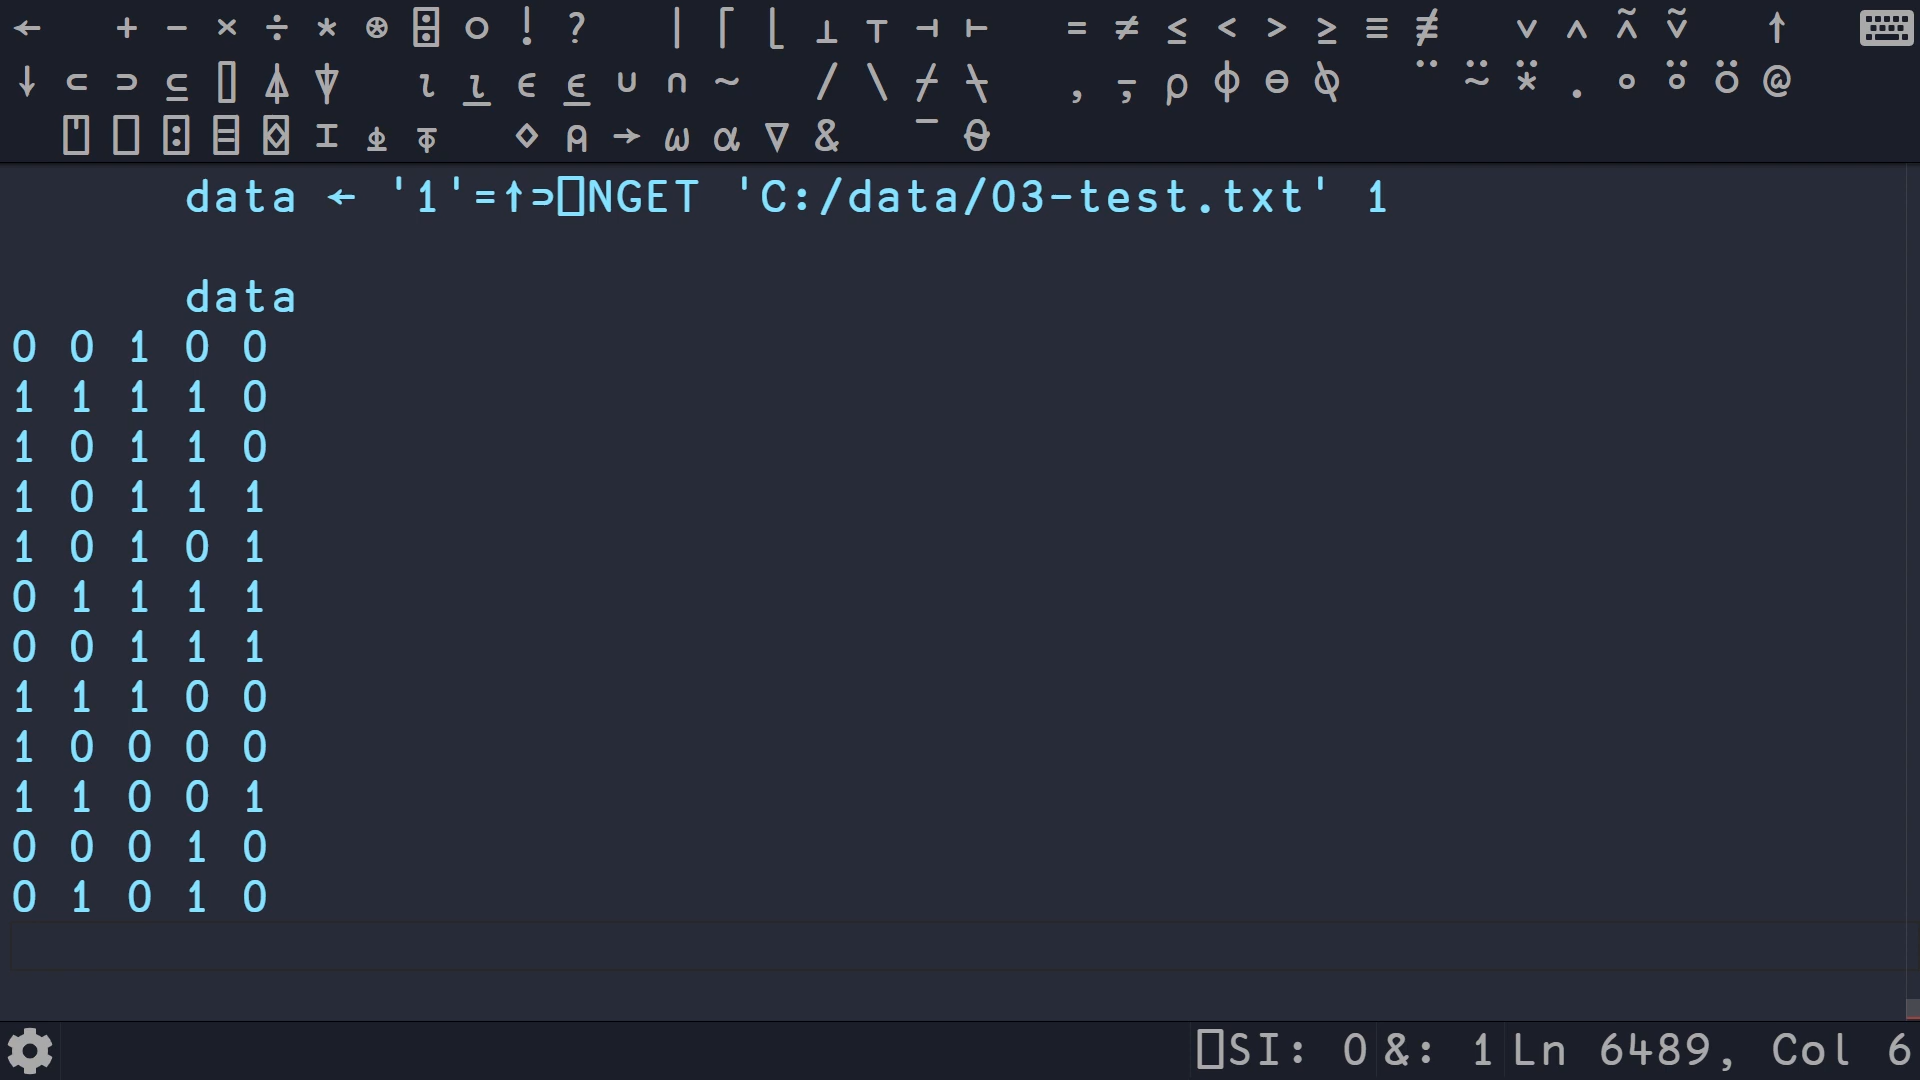 ← + − × ÷ * ⍟ ⌹ ○ ! ? | ⌈ ⌊ ⊥ ⊤ ⊣ ⊢ = ≠ ≤ < > ≥ ≡ ≢ ∨ ∧ ⍲ ⍱ ↑
↓ ⊂ ⊃ ⊆ ⌷ ⍋ ⍒ ⍳ ⍸ ∊ ⍷ ∪ ∩ ~ / \ ⌿ ⍀ , ⍪ ⍴ ⌽ ⊖ ⍉ ¨ ⍨ ⍣ . ∘ ⍤ ⍥ @
⍞ ⎕ ⍠ ⌸ ⌺ ⌶ ⍎ ⍕ ⋄ ⍝ → ⍵ ⍺ ∇ & ¯ ⍬
data ← '1'=↑⊃⎕NGET 'C:/data/03-test.txt' 1
data
0 0 1 0 0
1 1 1 1 0
1 0 1 1 0
1 0 1 1 1
1 0 1 0 1
0 1 1 1 1
0 0 1 1 1
1 1 1 0 0
1 0 0 0 0
1 1 0 0 1
0 0 0 1 0
0 1 0 1 0
⎕SI: 0 &: 1 Ln 6489, Col 6